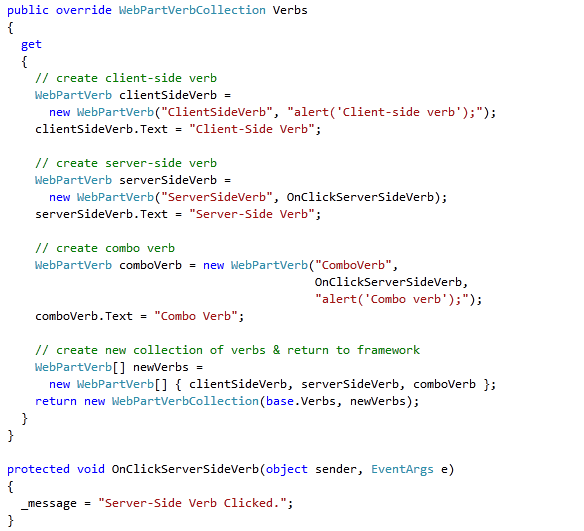 public override WebPartVerbCollection Verbs
{
  get
  {
    // create client-side verb
    WebPartVerb clientSideVerb =
      new WebPartVerb("ClientSideVerb", "alert('Client-side verb');");
    clientSideVerb.Text = "Client-Side Verb";

    // create server-side verb
    WebPartVerb serverSideVerb =
      new WebPartVerb("ServerSideVerb", OnClickServerSideVerb);
    serverSideVerb.Text = "Server-Side Verb";

    // create combo verb
    WebPartVerb comboVerb = new WebPartVerb("ComboVerb",
                                            OnClickServerSideVerb,
                                            "alert('Combo verb');");
    comboVerb.Text = "Combo Verb";

    // create new collection of verbs & return to framework
    WebPartVerb[] newVerbs =
      new WebPartVerb[] { clientSideVerb, serverSideVerb, comboVerb };
    return new WebPartVerbCollection(base.Verbs, newVerbs);
  }
}

protected void OnClickServerSideVerb(object sender, EventArgs e)
{
  _message = "Server-Side Verb Clicked.";
}